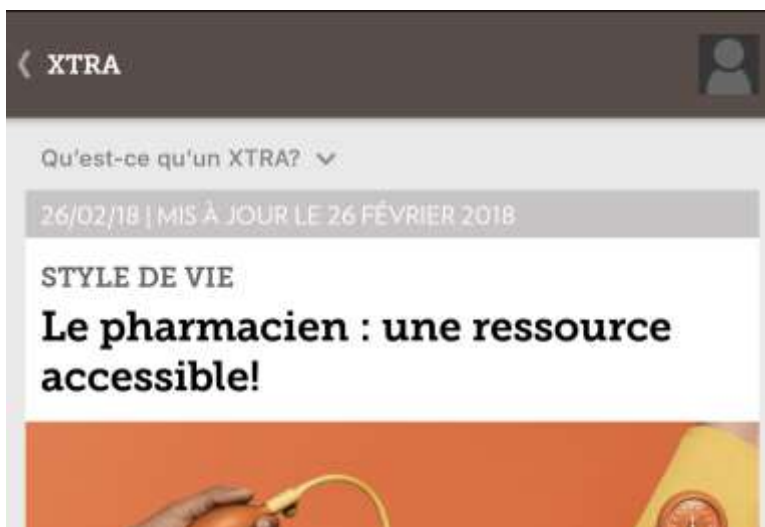 XTRA
Qu'est-ce qu'un XTRA?
26/02/18 | MIS À JOUR LE 26 FÉVRIER 2018
STYLE DE VIE
Le pharmacien : une ressource
accessible!